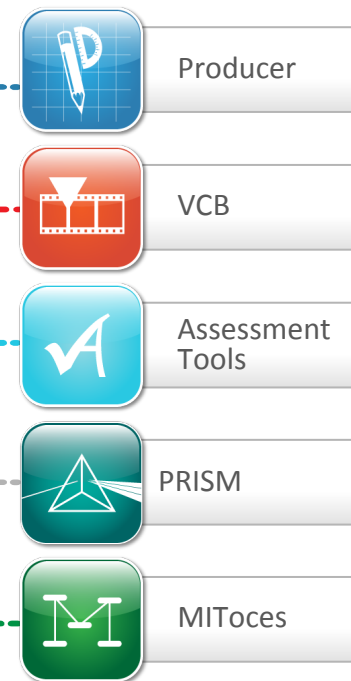 Producer
VCB
Assessment
Tools
PRISM
MIToces